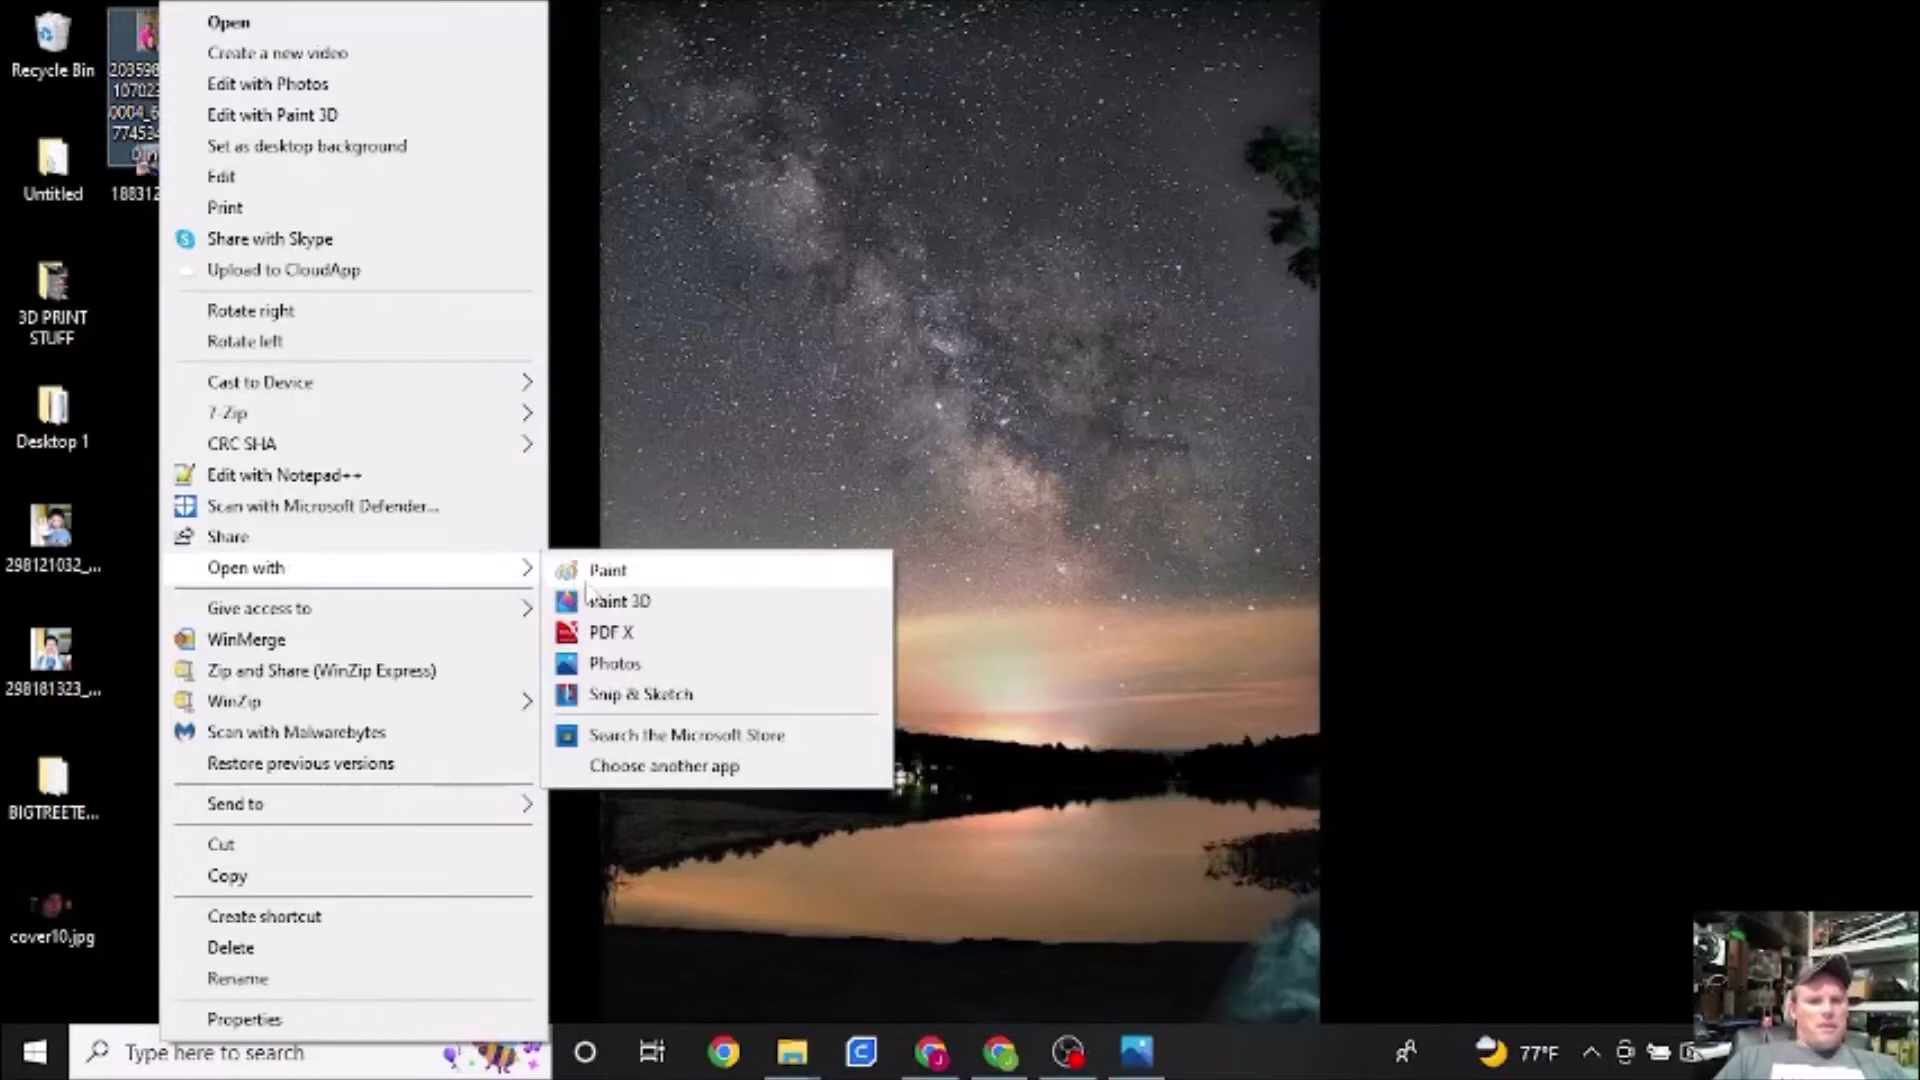 Recycle Bin
203598
107023
0004_6
774534
Untitled
188312
3D PRINT
STUFF
Desktop 1
298121032_...
298181323_...
BIGTREETE...
cover10.jpg
Open
Create a new video
Edit with Photos
Edit with Paint 3D
Set as desktop background
Edit
Print
Share with Skype
Upload to CloudApp
Rotate right
Rotate left
Cast to Device
7-Zip
CRC SHA
Edit with Notepad++
Scan with Microsoft Defender...
Share
Open with
Give access to
WinMerge
Zip and Share (WinZip Express)
WinZip
Scan with Malwarebytes
Restore previous versions
Send to
Cut
Copy
Create shortcut
Delete
Rename
Properties
Paint
Paint 3D
PDF X
Photos
Snip & Sketch
Search the Microsoft Store
Choose another app
Type here to search
77°F